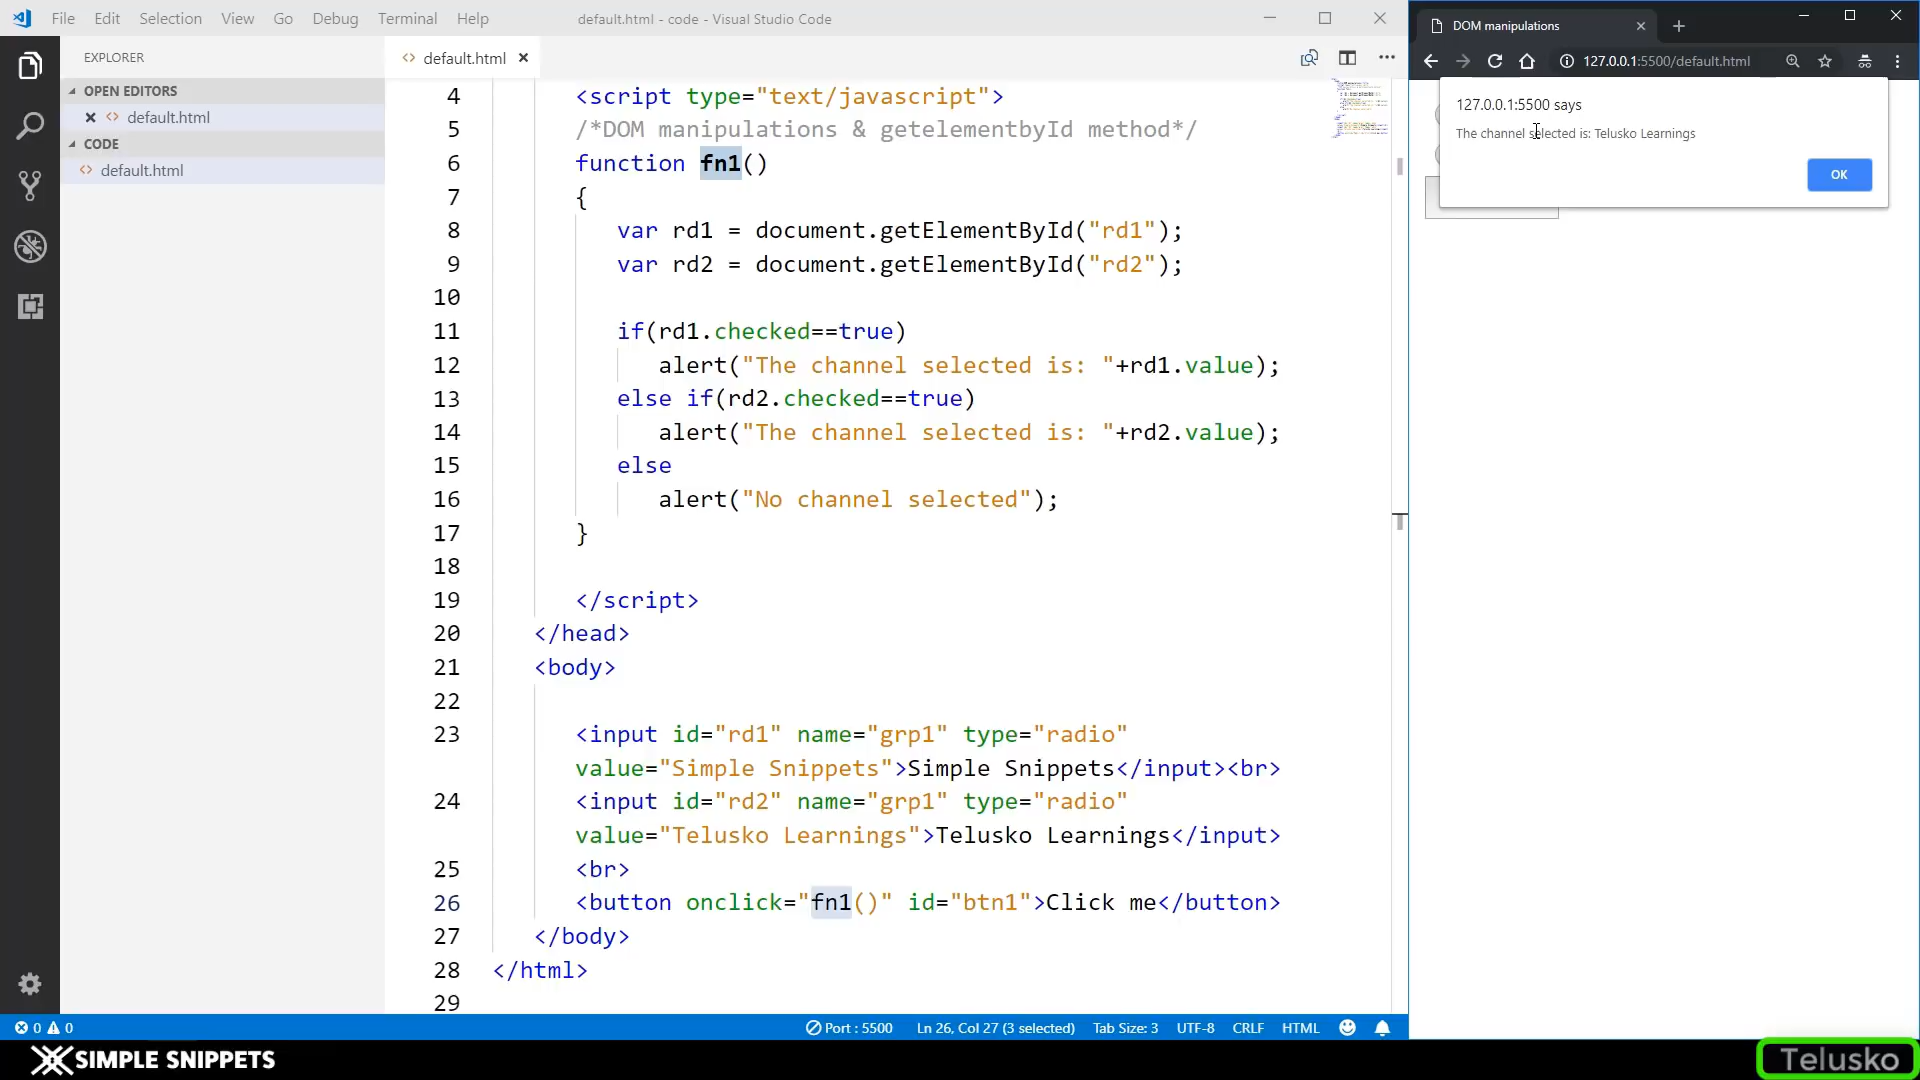 File Edit Selection View Go Debug Terminal Help
default.html - code - Visual Studio Code
EXPLORER
OPEN EDITORS
default.html
CODE
default.html
default.html
4 <script type="text/javascript">
5 /*DOM manipulations & getelementbyId method*/
6 function fn1()
7 {
8 var rd1 = document.getElementById("rd1");
9 var rd2 = document.getElementById("rd2");
10
11 if(rd1.checked==true)
12 alert("The channel selected is: "+rd1.value);
13 else if(rd2.checked==true)
14 alert("The channel selected is: "+rd2.value);
15 else
16 alert("No channel selected");
17 }
18
19 </script>
20 </head>
21 <body>
22
23 <input id="rd1" name="grp1" type="radio"
value="Simple Snippets">Simple Snippets</input><br>
24 <input id="rd2" name="grp1" type="radio"
value="Telusko Learnings">Telusko Learnings</input>
25 <br>
26 <button onclick="fn1()" id="btn1">Click me</button>
27 </body>
28 </html>
29
0 0
Port : 5500 Ln 26, Col 27 (3 selected) Tab Size: 3 UTF-8 CRLF HTML
DOM manipulations
127.0.0.1:5500/default.html
127.0.0.1:5500 says
The channel selected is: Telusko Learnings
OK
SIMPLE SNIPPETS
Telusko